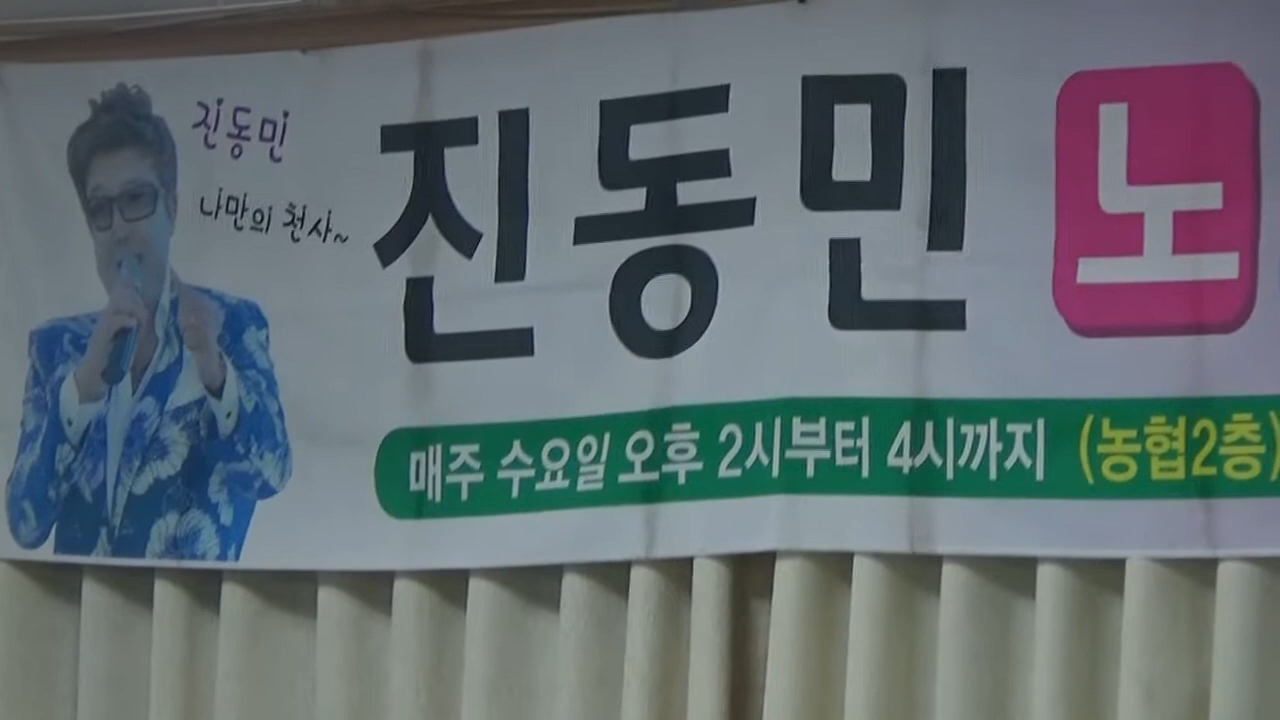 진동민
나만의 천사~
진동민 노
매주 수요일 오후 2시부터 4시까지 (농협2층)